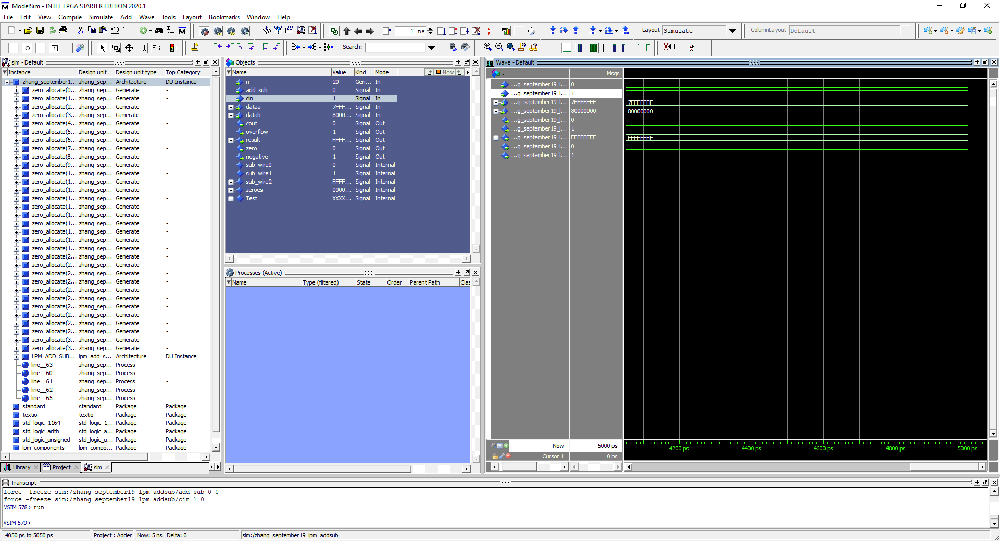 ModelSim - INTEL FPGA STARTER EDITION 2020.1
File Edit View Compile Simulate Add Wave Tools Layout Bookmarks Window Help
1 ns
Layout Simulate
ColumnLayout Default
ALL
Search:
sim - Default
Instance Design unit Design unit type Top Category
zhang_september1... zhang_sep... Architecture DU Instance
zero_allocate(0... zhang_sep... Generate -
zero_allocate(1... zhang_sep... Generate -
zero_allocate(2... zhang_sep... Generate -
zero_allocate(3... zhang_sep... Generate -
zero_allocate(4... zhang_sep... Generate -
zero_allocate(5... zhang_sep... Generate -
zero_allocate(6... zhang_sep... Generate -
zero_allocate(7... zhang_sep... Generate -
zero_allocate(8... zhang_sep... Generate -
zero_allocate(9... zhang_sep... Generate -
zero_allocate(1... zhang_sep... Generate -
zero_allocate(1... zhang_sep... Generate -
zero_allocate(1... zhang_sep... Generate -
zero_allocate(1... zhang_sep... Generate -
zero_allocate(1... zhang_sep... Generate -
zero_allocate(1... zhang_sep... Generate -
zero_allocate(1... zhang_sep... Generate -
zero_allocate(1... zhang_sep... Generate -
zero_allocate(1... zhang_sep... Generate -
zero_allocate(1... zhang_sep... Generate -
zero_allocate(2... zhang_sep... Generate -
zero_allocate(2... zhang_sep... Generate -
zero_allocate(2... zhang_sep... Generate -
zero_allocate(2... zhang_sep... Generate -
zero_allocate(2... zhang_sep... Generate -
zero_allocate(2... zhang_sep... Generate -
zero_allocate(2... zhang_sep... Generate -
zero_allocate(2... zhang_sep... Generate -
zero_allocate(2... zhang_sep... Generate -
zero_allocate(2... zhang_sep... Generate -
zero_allocate(3... zhang_sep... Generate -
zero_allocate(3... zhang_sep... Generate -
LPM_ADD_SUB... lpm_add_s... Architecture DU Instance
line__63 zhang_sep... Process -
line__60 zhang_sep... Process -
line__61 zhang_sep... Process -
line__62 zhang_sep... Process -
line__65 zhang_sep... Process -
standard standard Package Package
textio textio Package Package
std_logic_1164 std_logic_1... Package Package
std_logic_arith std_logic_a... Package Package
std_logic_unsigned std_logic_u... Package Package
lpm_components lpm_compo... Package Package
Library Project sim
Objects
Name Value Kind Mode Now
n 20 Gen... In
add_sub 0 Signal In
cin 1 Signal In
dataa 7FFF... Signal In
datab 8000... Signal In
cout 0 Signal Out
overflow 1 Signal Out
result FFFF... Signal Out
zero 0 Signal Out
negative 1 Signal Out
sub_wire0 0 Signal Internal
sub_wire1 1 Signal Internal
sub_wire2 FFFF... Signal Internal
zeroes 0000... Signal Internal
Test XXXX... Signal Internal
Processes (Active)
Name Type (filtered) State Order Parent Path Clas
Wave - Default
Msgs
...g_september19_l... 0
...g_september19_l... 1
...g_september19_l... 7FFFFFFF 7FFFFFFF
...g_september19_l... 80000000 80000000
...g_september19_l... 0
...g_september19_l... 1
...g_september19_l... FFFFFFFF FFFFFFFF
...g_september19_l... 0
...g_september19_l... 1
Now 5000 ps 4200 ps 4400 ps 4600 ps 4800 ps 5000 ps
Cursor 1 0 ps
Transcript
force -freeze sim:/zhang_september19_lpm_addsub/add_sub 0 0
force -freeze sim:/zhang_september19_lpm_addsub/cin 1 0
VSIM 578> run
VSIM 579>
4050 ps to 5050 ps Project : Adder Now: 5 ns Delta: 0 sim:/zhang_september19_lpm_addsub